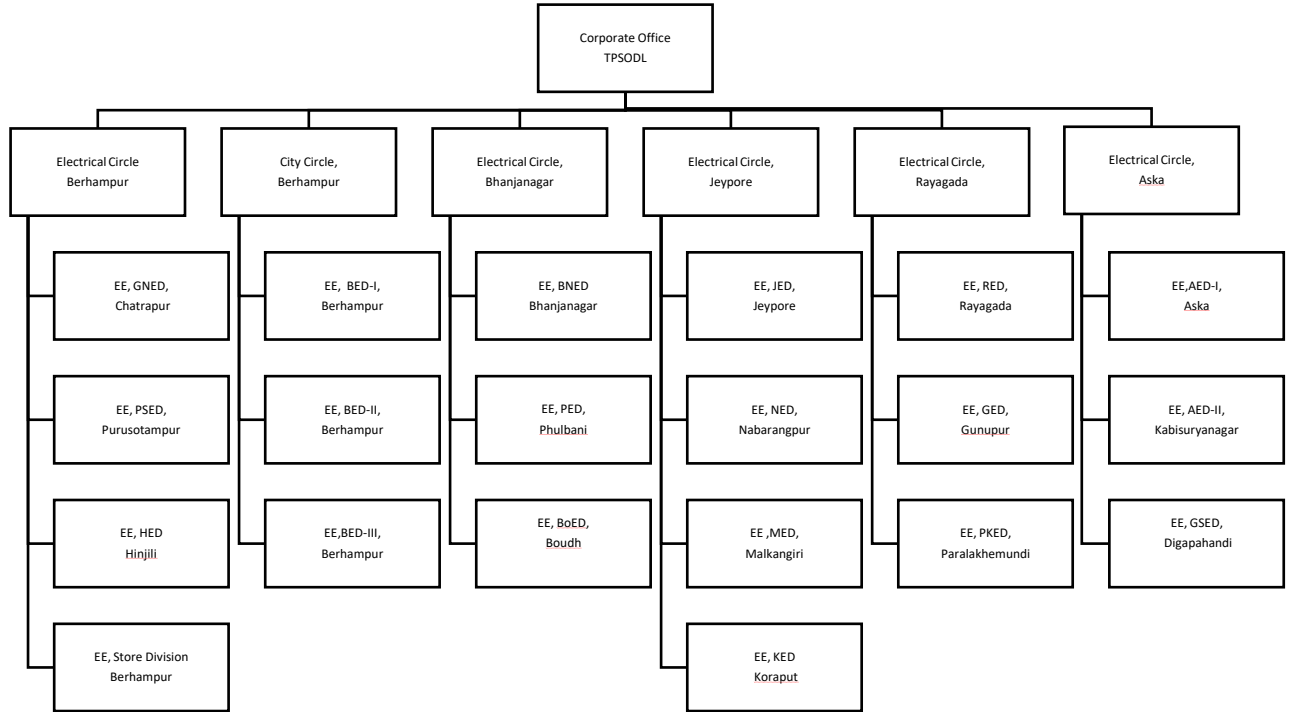 Corporate Office
TPSODL
Electrical Circle
Berhampur
City Circle,
Berhampur
Electrical Circle,
Bhanjanagar
Electrical Circle,
Jeypore
Electrical Circle,
Rayagada
Electrical Circle,
Aska
EE, GNED,
Chatrapur
EE, BED-I,
Berhampur
EE, BNED
Bhanjanagar
EE, JED,
Jeypore
EE, RED,
Rayagada
EE,AED-I,
Aska
EE, PSED,
Purusotampur
EE, BED-II,
Berhampur
EE, PED,
Phulbani
EE, NED,
Nabarangpur
EE, GED,
Gunupur
EE, AED-II,
Kabisuryanagar
EE, HED
Hinjili
EE,BED-III,
Berhampur
EE, BoED,
Boudh
EE ,MED,
Malkangiri
EE, PKED,
Paralakhemundi
EE, GSED,
Digapahandi
EE, Store Division
Berhampur
EE, KED
Koraput